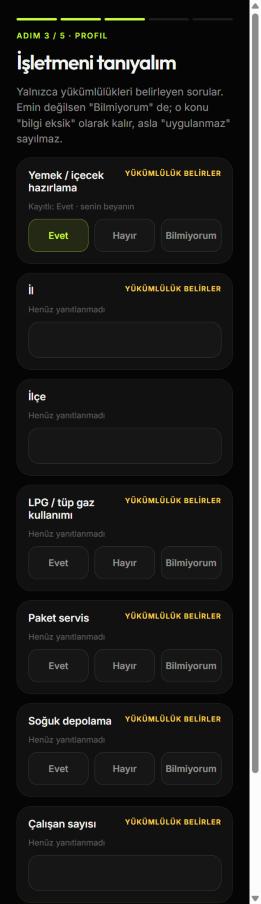 ADIM 3 / 5 · PROFIL
İşletmeni tanıyalım
Yalnızca yükümlülükleri belirleyen sorular.
Emin değilsen "Bilmiyorum" de; o konu
"bilgi eksik" olarak kalır, asla "uygulanmaz"
sayılmaz.
Yemek / içecek
hazırlama
YÜKÜMLÜLÜK BELİRLER
Kayıtlı: Evet · senin beyanın
Evet
Hayır
Bilmiyorum
İl
YÜKÜMLÜLÜK BELİRLER
Henüz yanıtlanmadı
İlçe
Henüz yanıtlanmadı
LPG / tüp gaz
kullanımı
YÜKÜMLÜLÜK BELİRLER
Henüz yanıtlanmadı
Evet
Hayır
Bilmiyorum
Paket servis
YÜKÜMLÜLÜK BELİRLER
Henüz yanıtlanmadı
Evet
Hayır
Bilmiyorum
Soğuk depolama
YÜKÜMLÜLÜK BELİRLER
Henüz yanıtlanmadı
Evet
Hayır
Bilmiyorum
Çalışan sayısı
YÜKÜMLÜLÜK BELİRLER
Henüz yanıtlanmadı